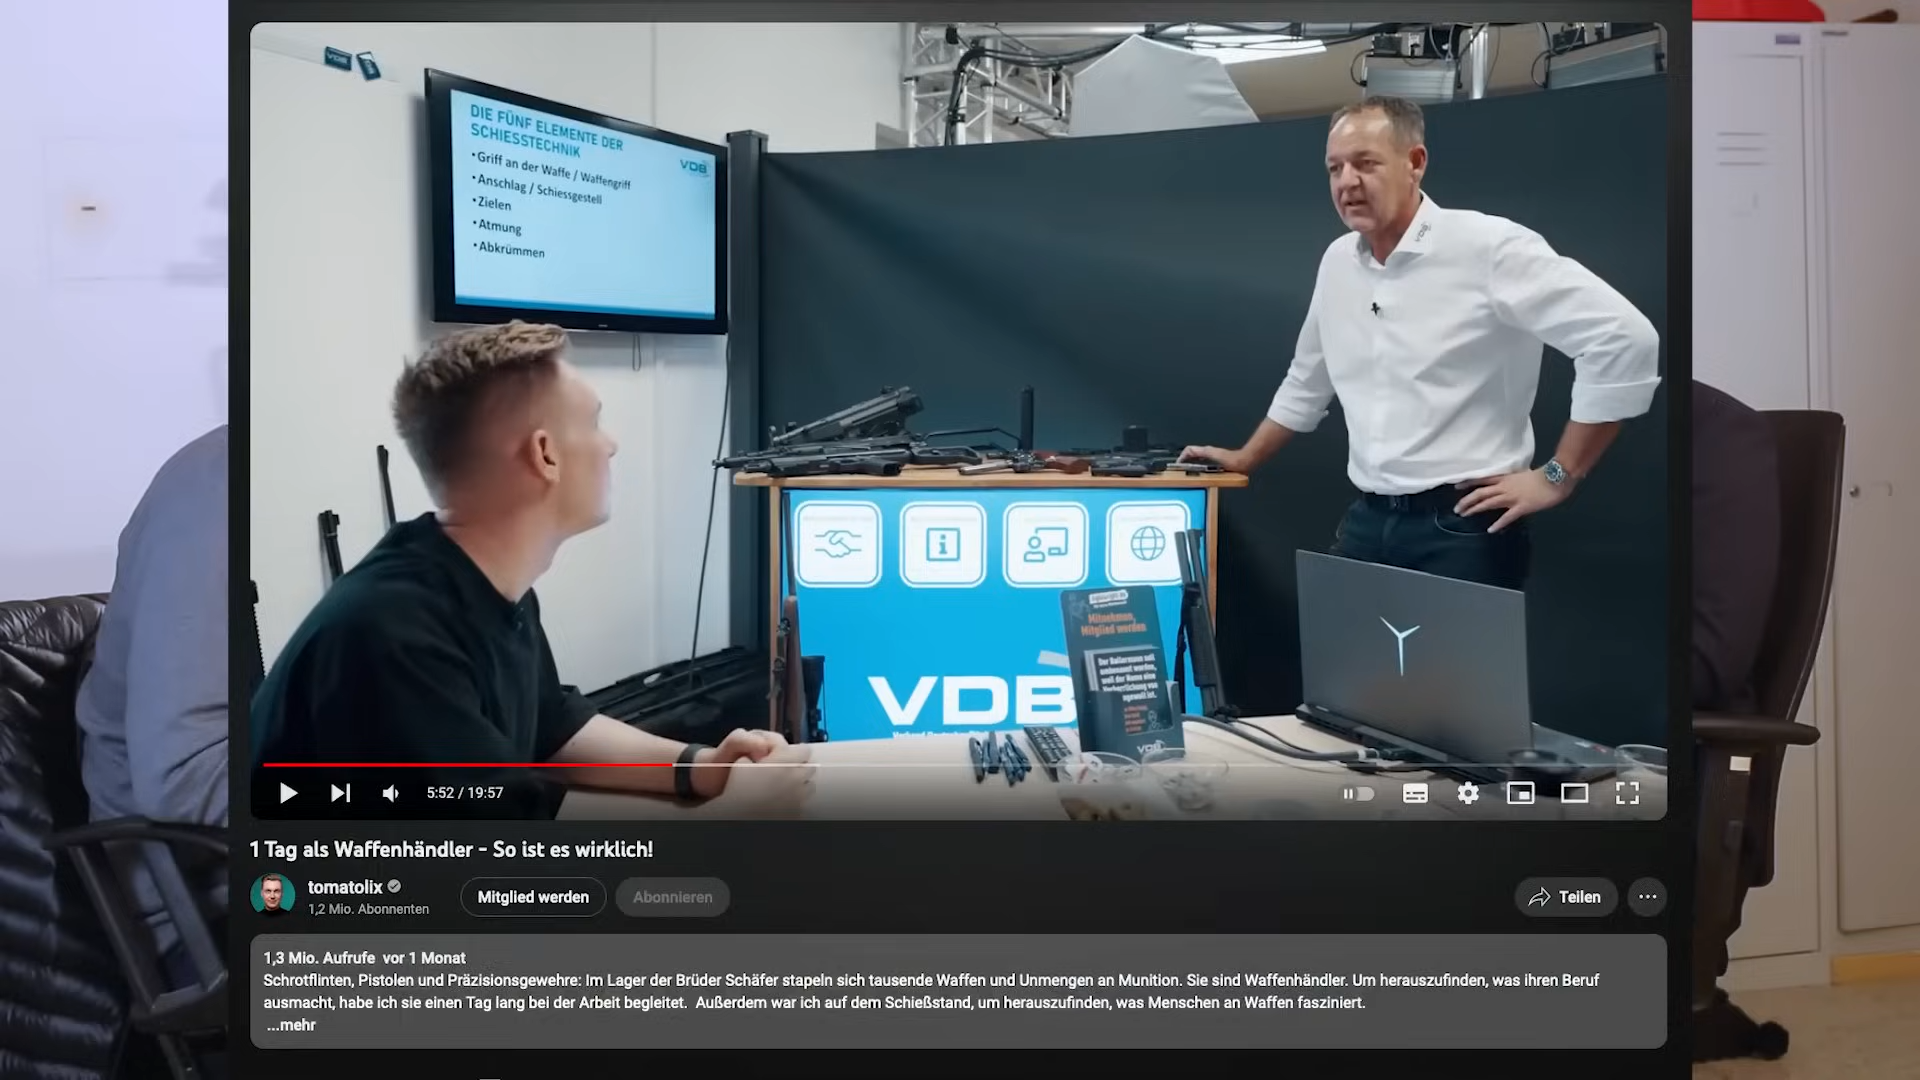 DIE FÜNF ELEMENTE DER
SCHIESSTECHNIK
VDB
•Griff an der Waffe / Waffengriff
•Anschlag / Schiessgestell
•Zielen
•Atmung
•Abkrümmen
VDB
Mitnehmen,
Mitglied werden
VDB
VDB
5:52 / 19:57
1 Tag als Waffenhändler - So ist es wirklich!
tomatolix
1,2 Mio. Abonnenten
Mitglied werden
Abonnieren
Teilen
1,3 Mio. Aufrufe vor 1 Monat
Schrotflinten, Pistolen und Präzisionsgewehre: Im Lager der Brüder Schäfer stapeln sich tausende Waffen und Unmengen an Munition. Sie sind Waffenhändler. Um herauszufinden, was ihren Beruf
ausmacht, habe ich sie einen Tag lang bei der Arbeit begleitet. Außerdem war ich auf dem Schießstand, um herauszufinden, was Menschen an Waffen fasziniert.
...mehr